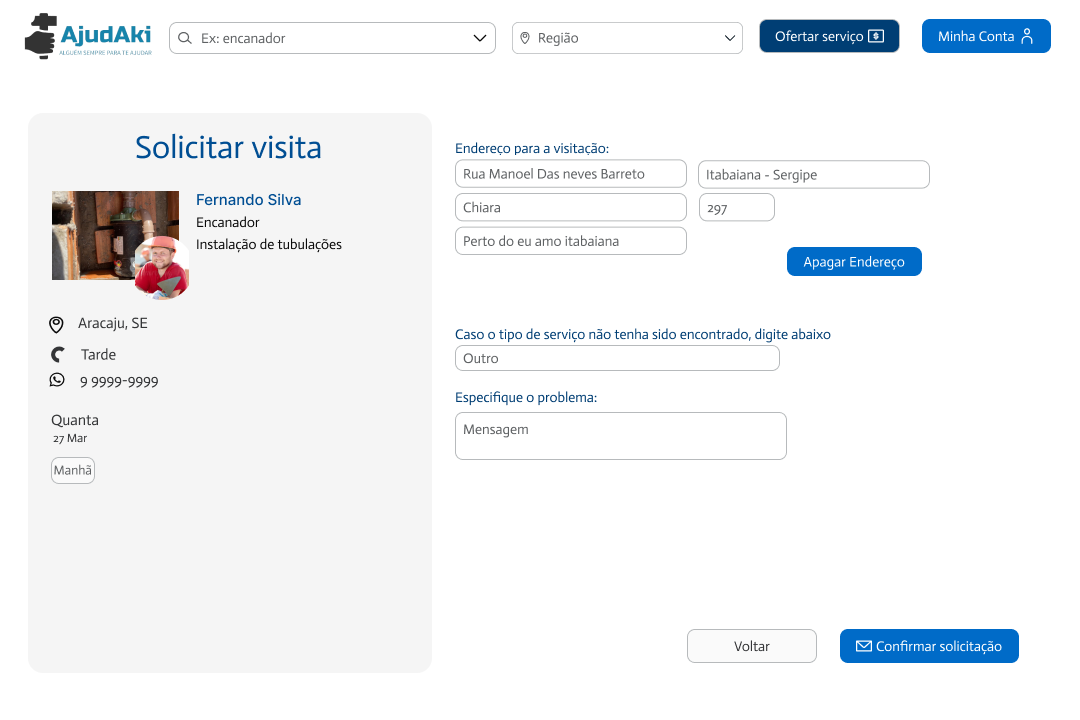 AjudAki
ALGUÉM SEMPRE PARA TE AJUDAR
Ex: encanador
Região
Ofertar serviço
Minha Conta
Solicitar visita
Fernando Silva
Encanador
Instalação de tubulações
Aracaju, SE
Tarde
9 9999-9999
Quanta
27 Mar
Manhã
Endereço para a visitação:
Rua Manoel Das neves Barreto
Itabaiana - Sergipe
Chiara
297
Perto do eu amo itabaiana
Apagar Endereço
Caso o tipo de serviço não tenha sido encontrado, digite abaixo
Outro
Especifique o problema:
Mensagem
Voltar
Confirmar solicitação